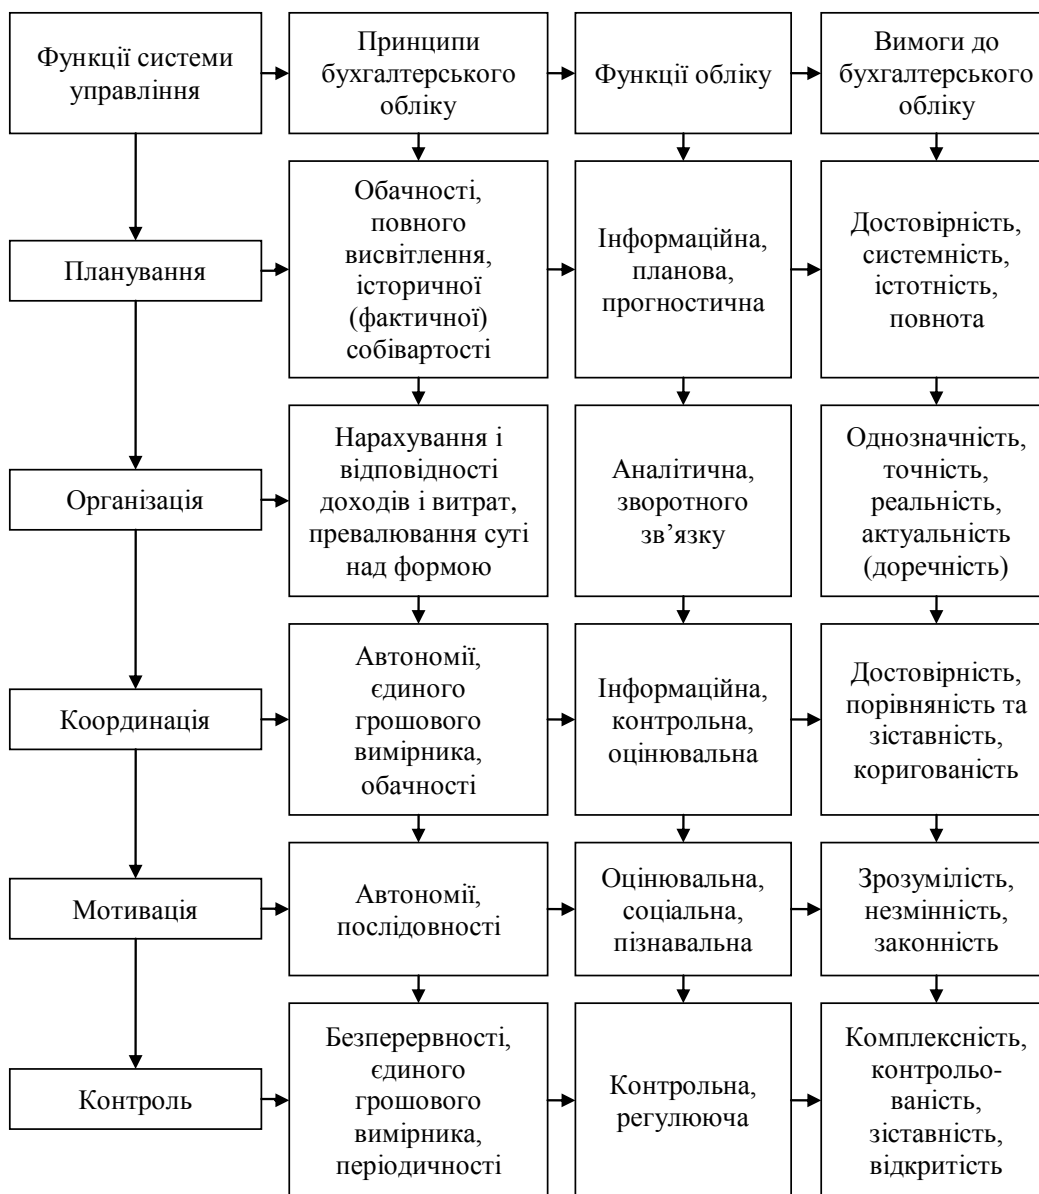 Функції системи
управління
Принципи
бухгалтерського
обліку
Функції обліку
Вимоги до
бухгалтерського
обліку
Планування
Обачності,
повного
висвітлення,
історичної
(фактичної)
собівартості
Інформаційна,
планова,
прогностична
Достовірність,
системність,
істотність,
повнота
Організація
Нарахування і
відповідності
доходів і витрат,
превалювання суті
над формою
Аналітична,
зворотного
зв’язку
Однозначність,
точність,
реальність,
актуальність
(доречність)
Координація
Автономії,
єдиного
грошового
вимірника,
обачності
Інформаційна,
контрольна,
оцінювальна
Достовірність,
порівняність та
зіставність,
коригованість
Мотивація
Автономії,
послідовності
Оцінювальна,
соціальна,
пізнавальна
Зрозумілість,
незмінність,
законність
Контроль
Безперервності,
єдиного
грошового
вимірника,
періодичності
Контрольна,
регулююча
Комплексність,
контрольо-
ваність,
зіставність,
відкритість